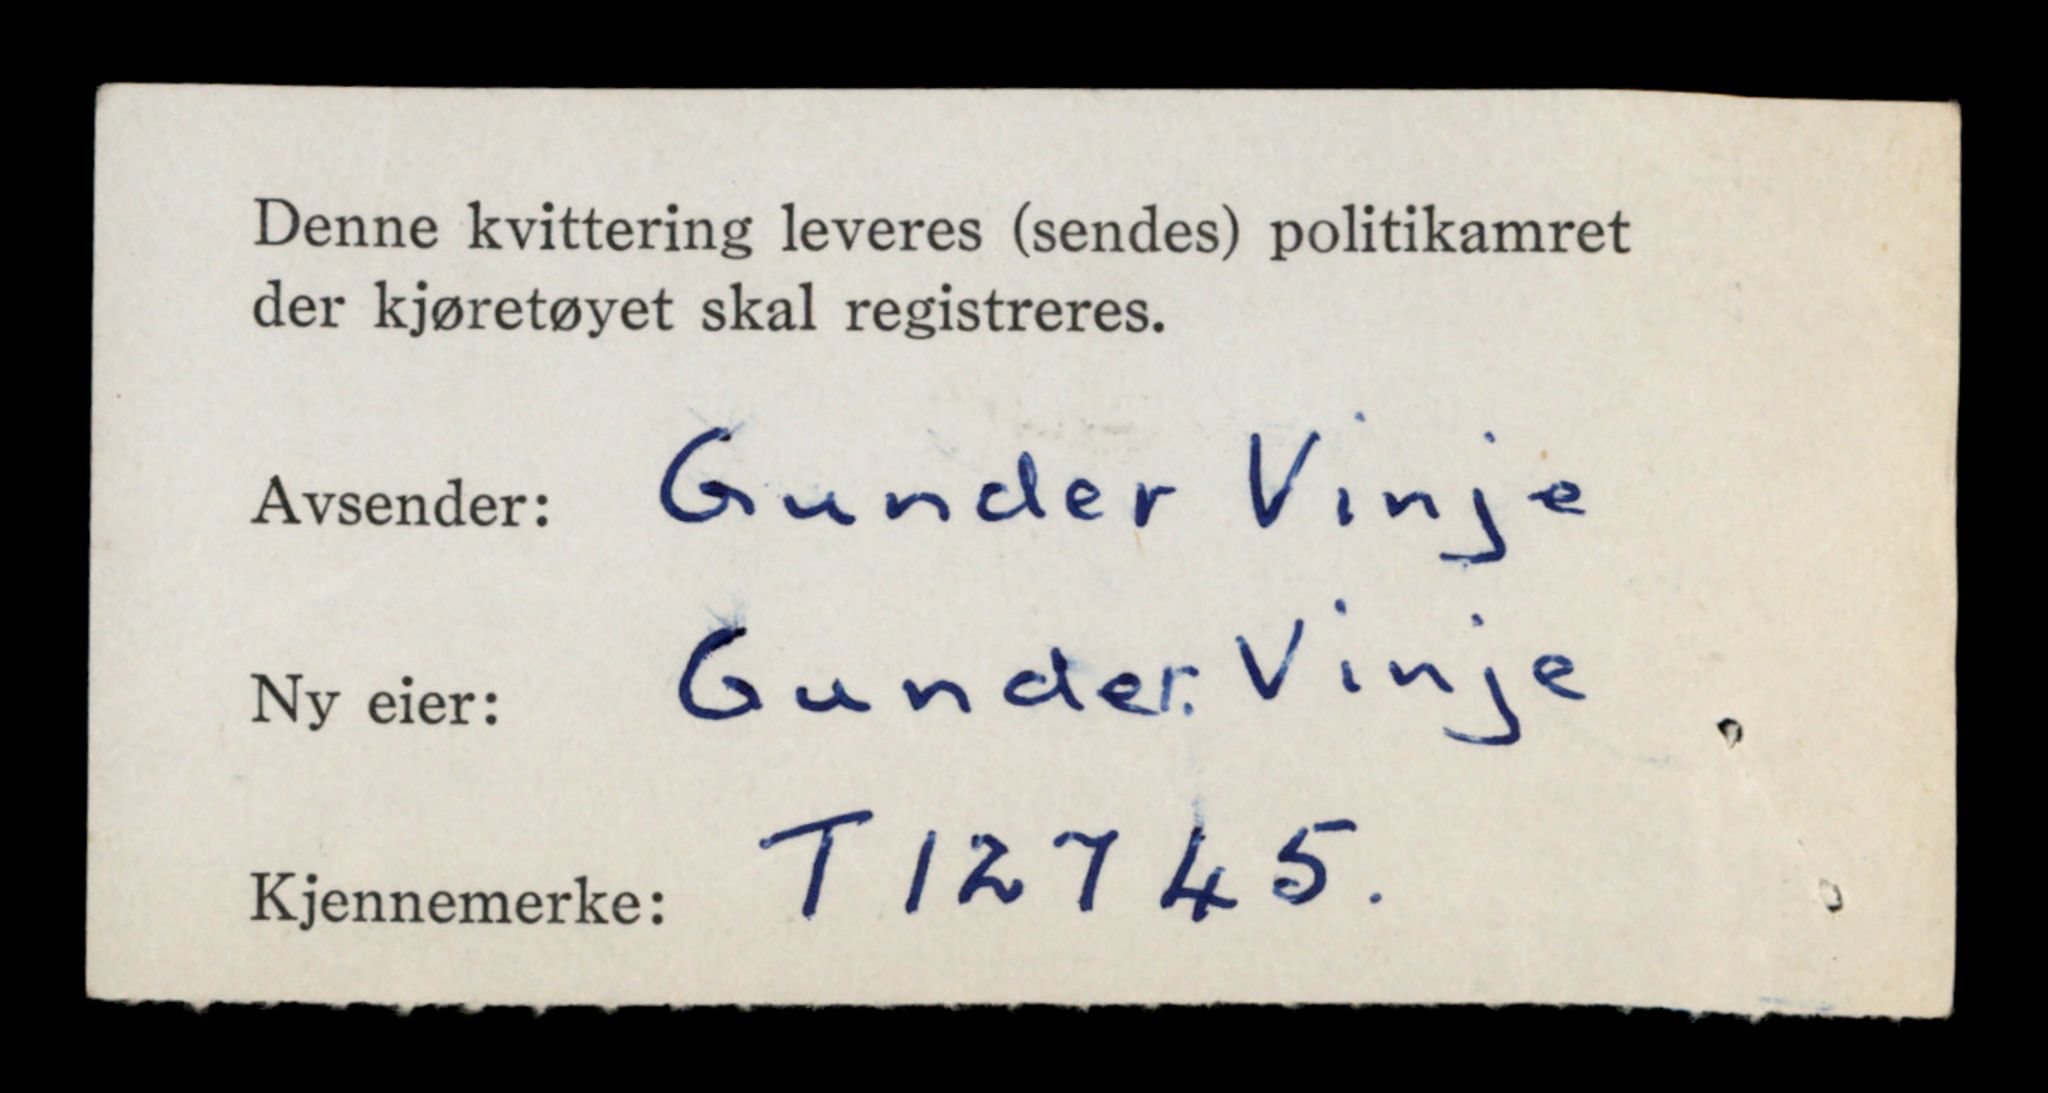 Denne kvittering leveres (sendes) politikamret
der kjøretøyet skal registreres.
Avsender: Gunder Vinje
Ny eier: Gunder Vinje
Kjennemerke: T12745.